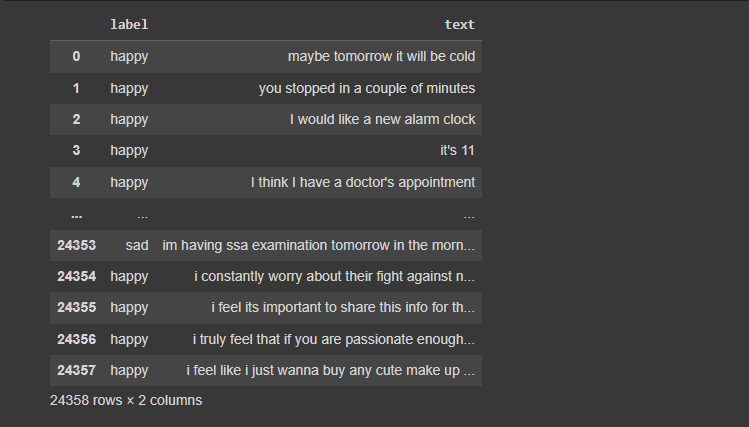 label text
0 happy maybe tomorrow it will be cold
1 happy you stopped in a couple of minutes
2 happy I would like a new alarm clock
3 happy it's 11
4 happy I think I have a doctor's appointment
... ... ...
24353 sad im having ssa examination tomorrow in the morn...
24354 happy i constantly worry about their fight against n...
24355 happy i feel its important to share this info for th...
24356 happy i truly feel that if you are passionate enough...
24357 happy i feel like i just wanna buy any cute make up ...
24358 rows × 2 columns